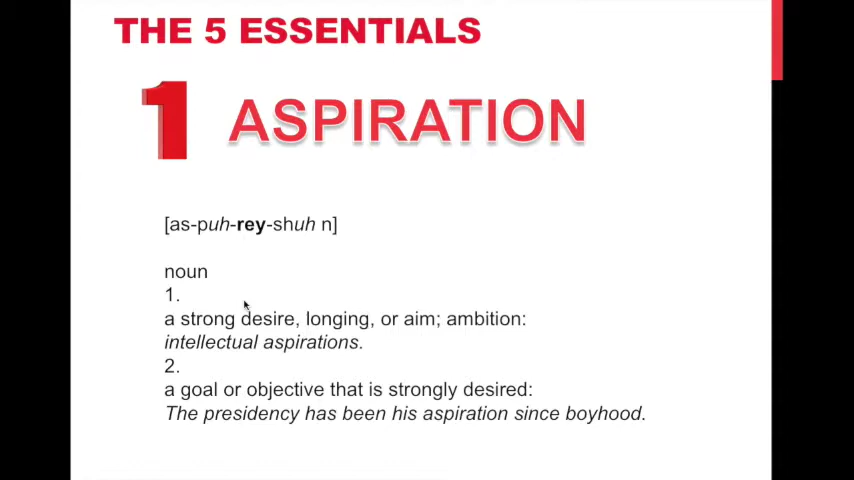 THE 5 ESSENTIALS
1 ASPIRATION
[as-puh-rey-shuh n]
noun
1.
a strong desire, longing, or aim; ambition:
intellectual aspirations.
2.
a goal or objective that is strongly desired:
The presidency has been his aspiration since boyhood.